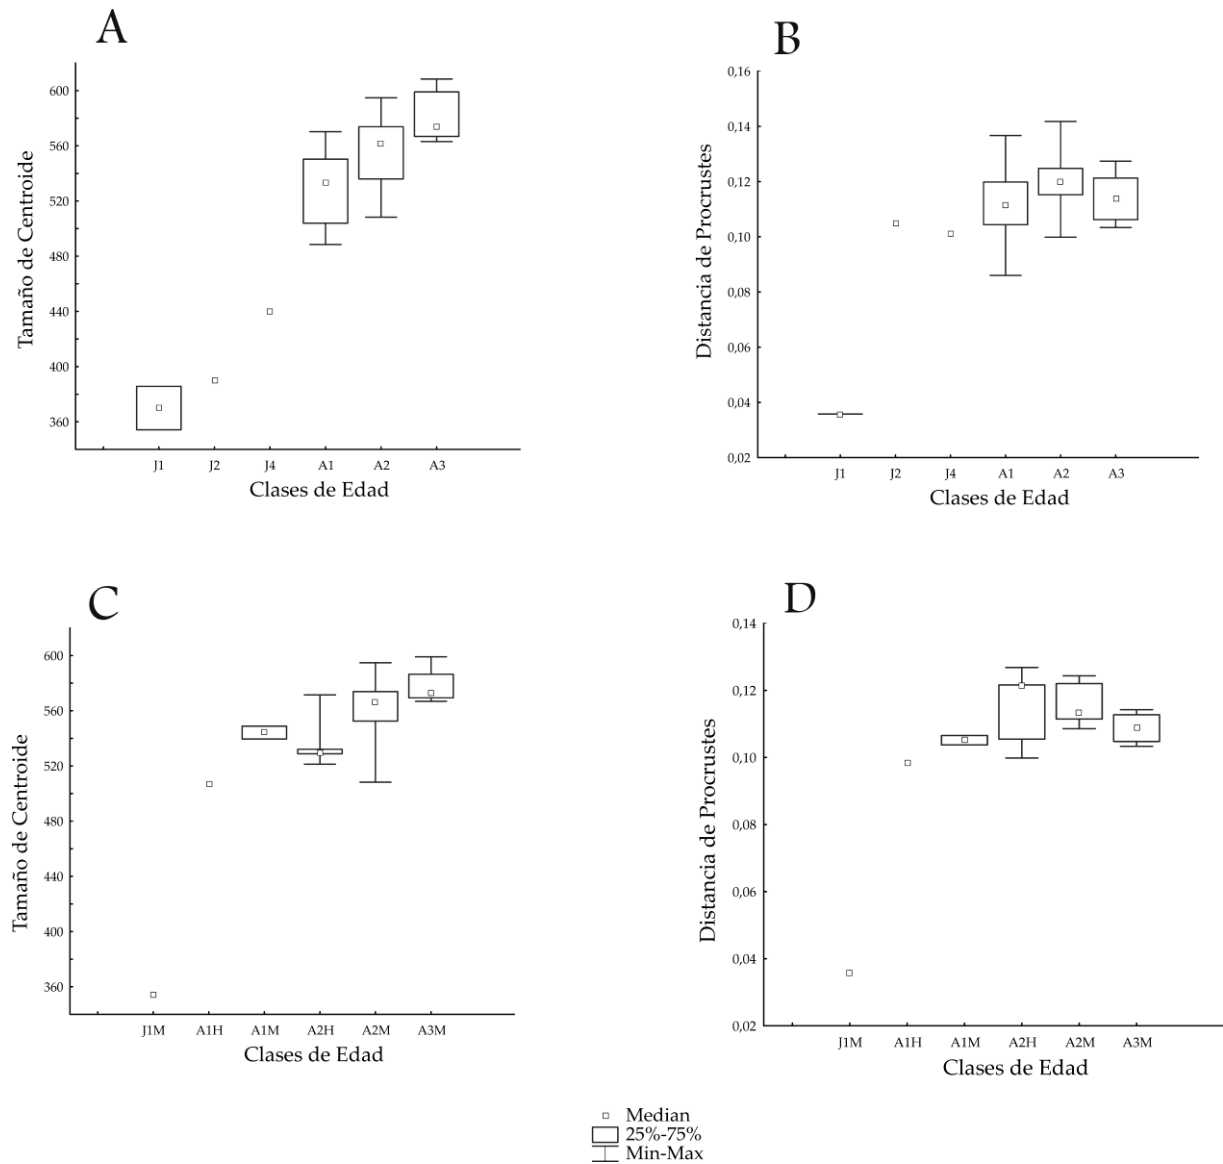 A
600
560
520
480
440
400
360
Tamaño de Centroide
J1 J2 J4 A1 A2 A3
Clases de Edad
B
0,16
0,14
0,12
0,10
0,08
0,06
0,04
0,02
Distancia de Procrustes
J1 J2 J4 A1 A2 A3
Clases de Edad
C
600
560
520
480
440
400
360
Tamaño de Centroide
J1M A1H A1M A2H A2M A3M
Clases de Edad
D
0,14
0,12
0,10
0,08
0,06
0,04
0,02
Distancia de Procrustes
J1M A1H A1M A2H A2M A3M
Clases de Edad
Median
25%-75%
Min-Max